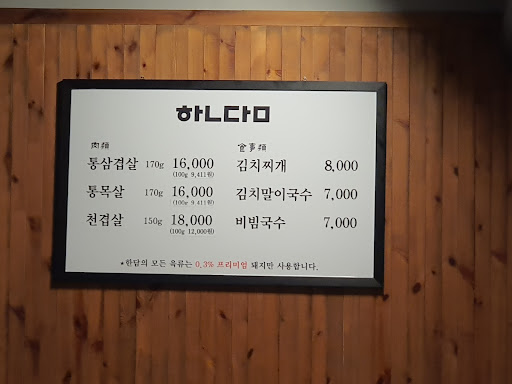 하ㄴ다ㅁ
肉類
통삼겹살 170g 16,000
(100g 9,411원)
통목살 170g 16,000
(100g 9,411원)
천겹살 150g 18,000
(100g 12,000원)
食事類
김치찌개 8,000
김치말이국수 7,000
비빔국수 7,000
*한담의 모든 육류는 0.3% 프리미엄 돼지만 사용합니다.